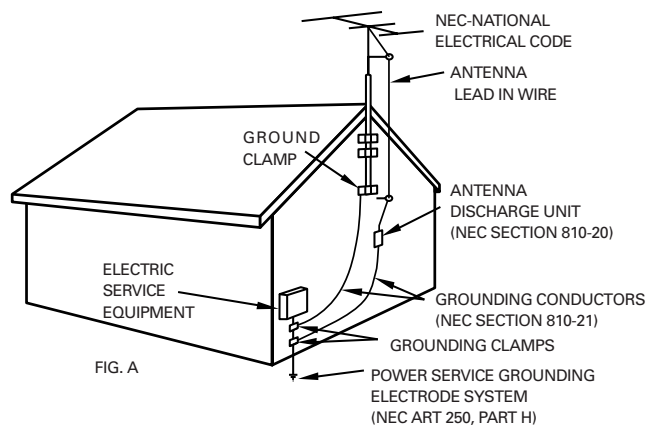 NEC-NATIONAL
ELECTRICAL CODE
ANTENNA
LEAD IN WIRE
GROUND
CLAMP
ANTENNA
DISCHARGE UNIT
(NEC SECTION 810-20)
ELECTRIC
SERVICE
EQUIPMENT
GROUNDING CONDUCTORS
(NEC SECTION 810-21)
GROUNDING CLAMPS
FIG. A
POWER SERVICE GROUNDING
ELECTRODE SYSTEM
(NEC ART 250, PART H)